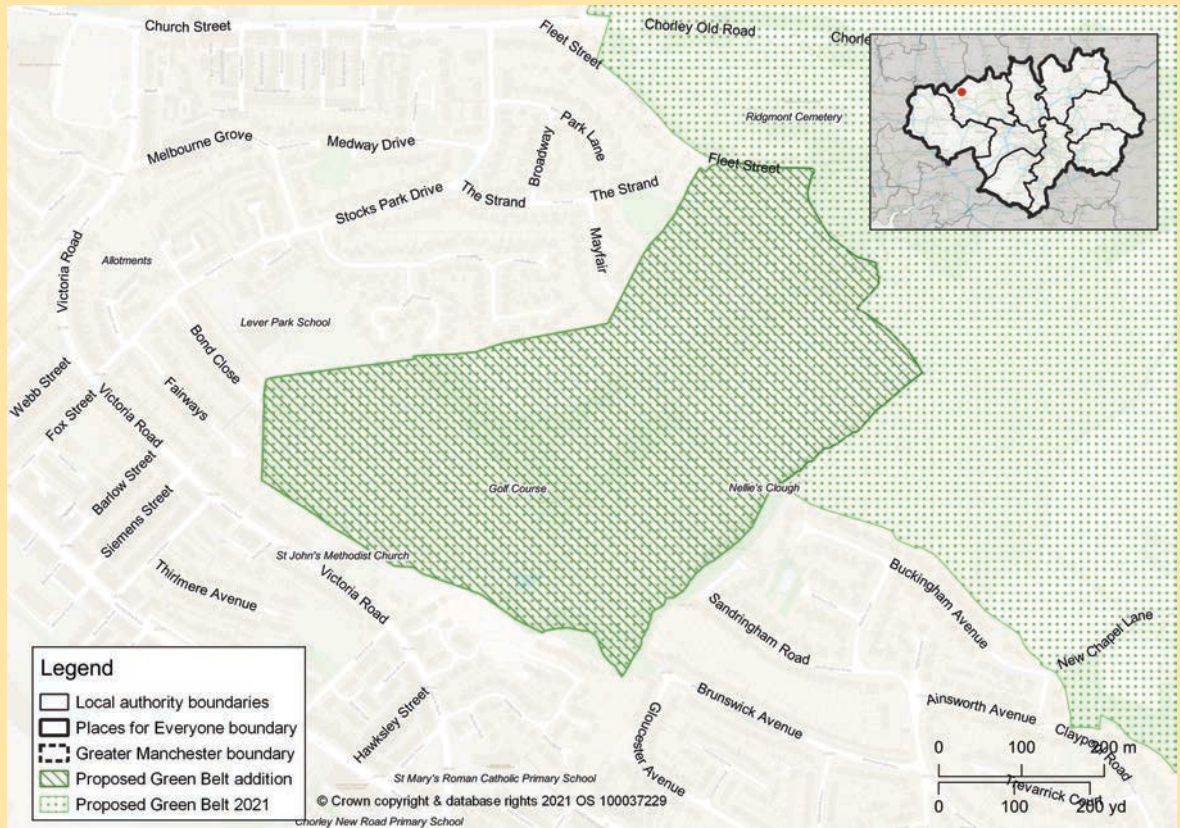 Church Street
Fleet Street
Chorley Old Road
Ridgmont Cemetery
Park Lane
Broadway
Melbourne Grove
Medway Drive
Fleet Street
The Strand
The Strand
Stocks Park Drive
Mayfair
Victoria Road
Allotments
Lever Park School
Bond Close
Webb Street
Fairways
Fox Street
Victoria Road
Barlow Street
Siemens Street
Golf Course
Nellie's Clough
St John's Methodist Church
Thirlmere Avenue
Victoria Road
Buckingham Avenue
Sandringham Road
New Chapel Lane
Hawksley Street
Gloucester Avenue
Brunswick Avenue
Ainsworth Avenue
Claypool Road
Trevarrick Court
St Mary's Roman Catholic Primary School
Chorley New Road Primary School
Legend
Local authority boundaries
Places for Everyone boundary
Greater Manchester boundary
Proposed Green Belt addition
Proposed Green Belt 2021
© Crown copyright & database rights 2021 OS 100037229
0 100 200 m
0 100 200 yd